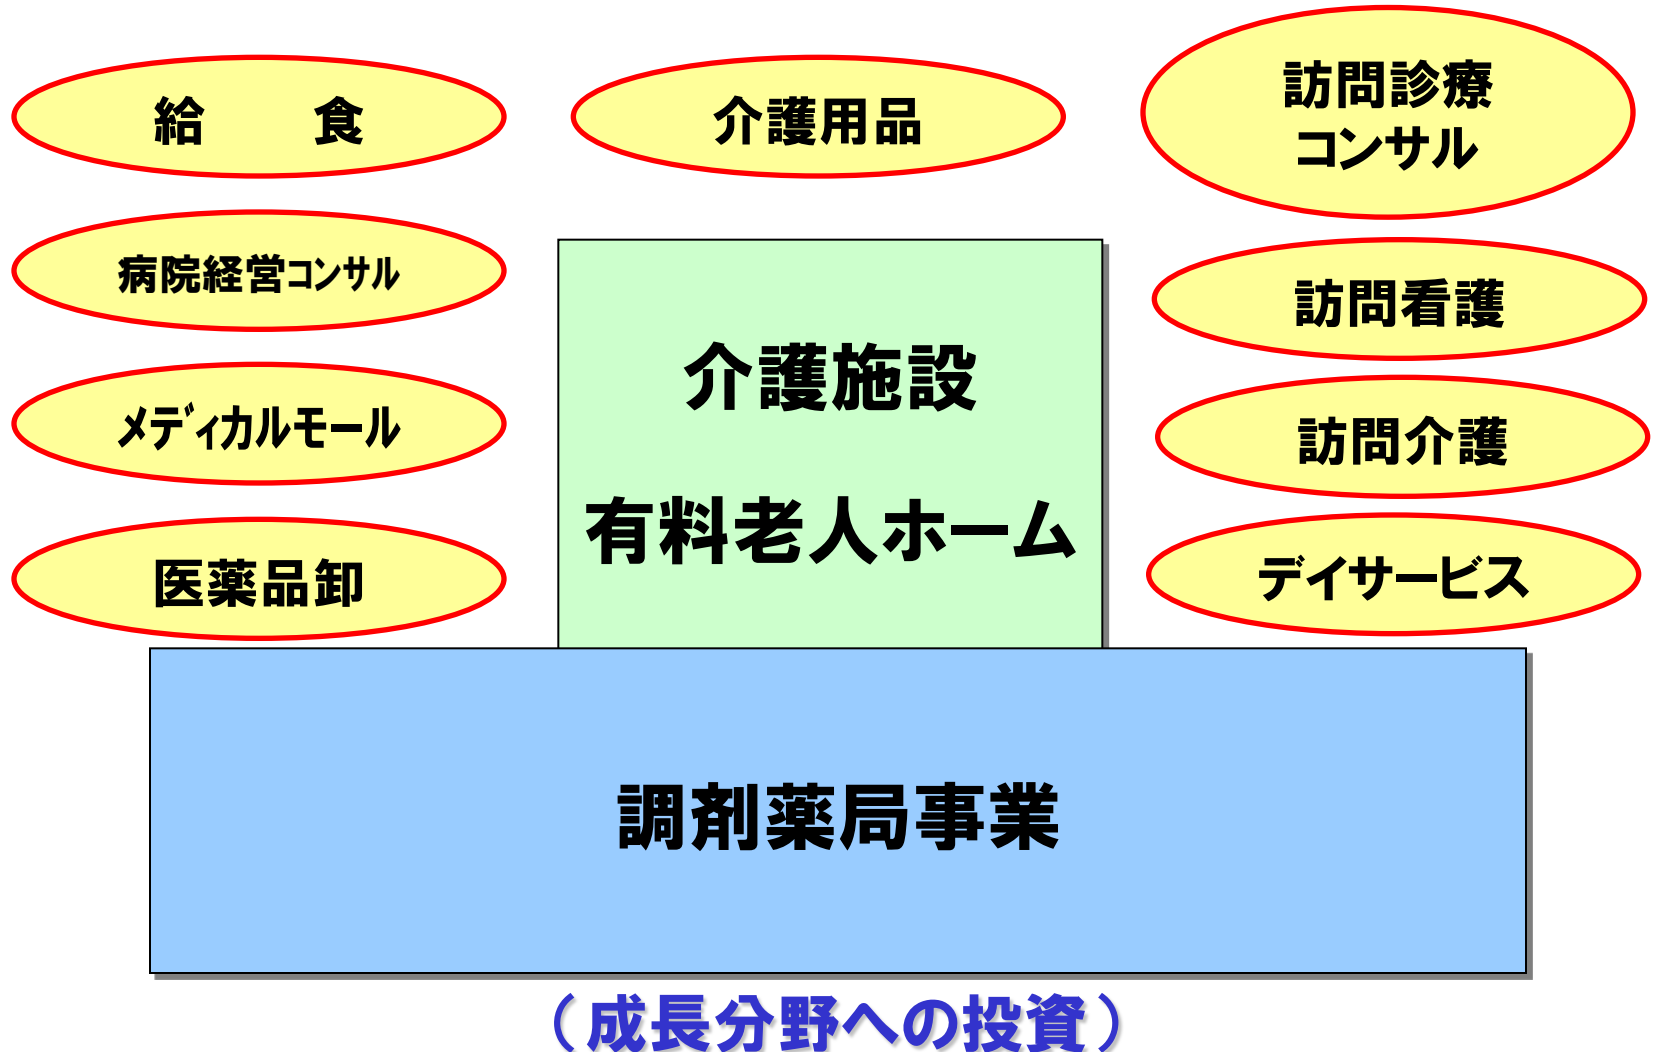 給　　食
介護用品
訪問診療
コンサル
病院経営コンサル
訪問看護
メディカルモール
訪問介護
医薬品卸
デイサービス
介護施設
有料老人ホーム
調剤薬局事業
（成長分野への投資）